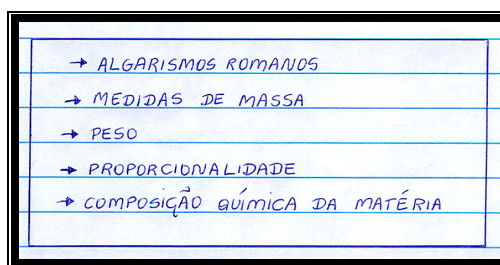 → ALGARISMOS ROMANOS
→ MEDIDAS DE MASSA
→ PESO
→ PROPORCIONALIDADE
→ COMPOSIÇÃO QUÍMICA DA MATÉRIA